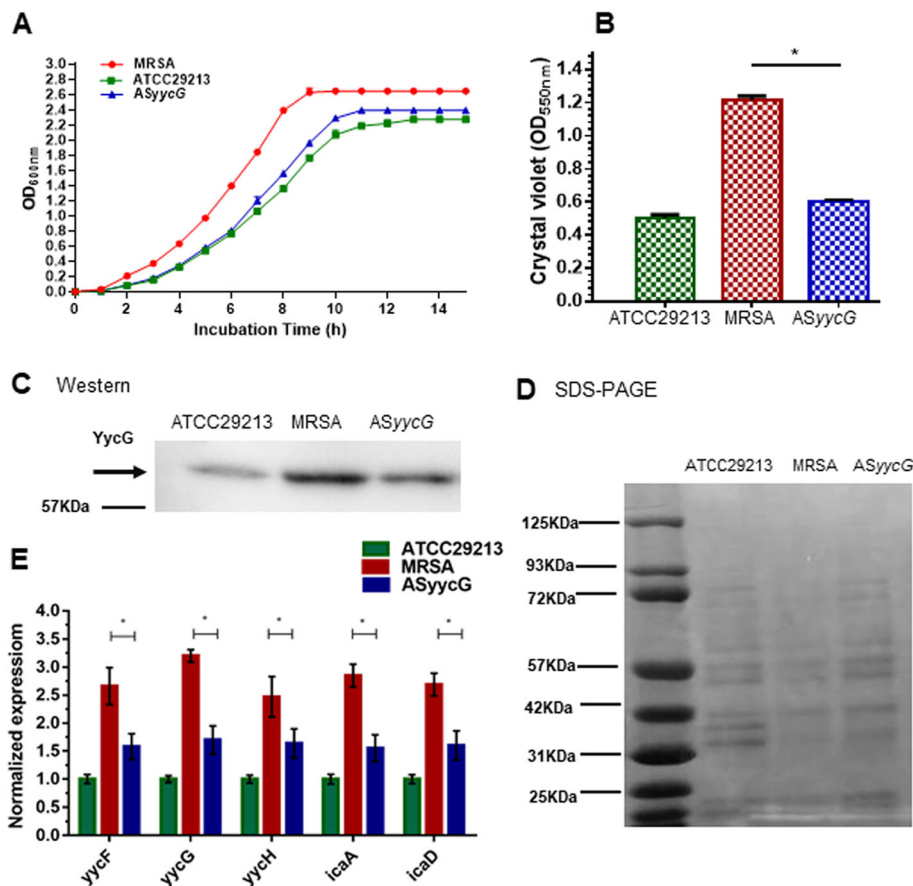 A
MRSA
ATCC29213
ASyycG
3.0
2.8
2.6
2.4
2.2
2.0
1.8
1.6
1.4
1.2
1.0
0.8
0.6
0.4
0.2
0.0
OD600nm
0 2 4 6 8 10 12 14
Incubation Time (h)
B
*
1.4
1.2
1.0
0.8
0.6
0.4
0.2
0.0
Crystal violet (OD550nm)
ATCC29213 MRSA ASyycG
C Western
ATCC29213 MRSA ASyycG
YycG
57KDa
D SDS-PAGE
ATCC29213 MRSA ASyycG
125KDa
93KDa
72KDa
57KDa
42KDa
31KDa
25KDa
E
ATCC29213
MRSA
ASyycG
4.0
3.5
3.0
2.5
2.0
1.5
1.0
0.5
0.0
Normalized expressiom
* * * * *
yycF yycG yycH icaA icaD